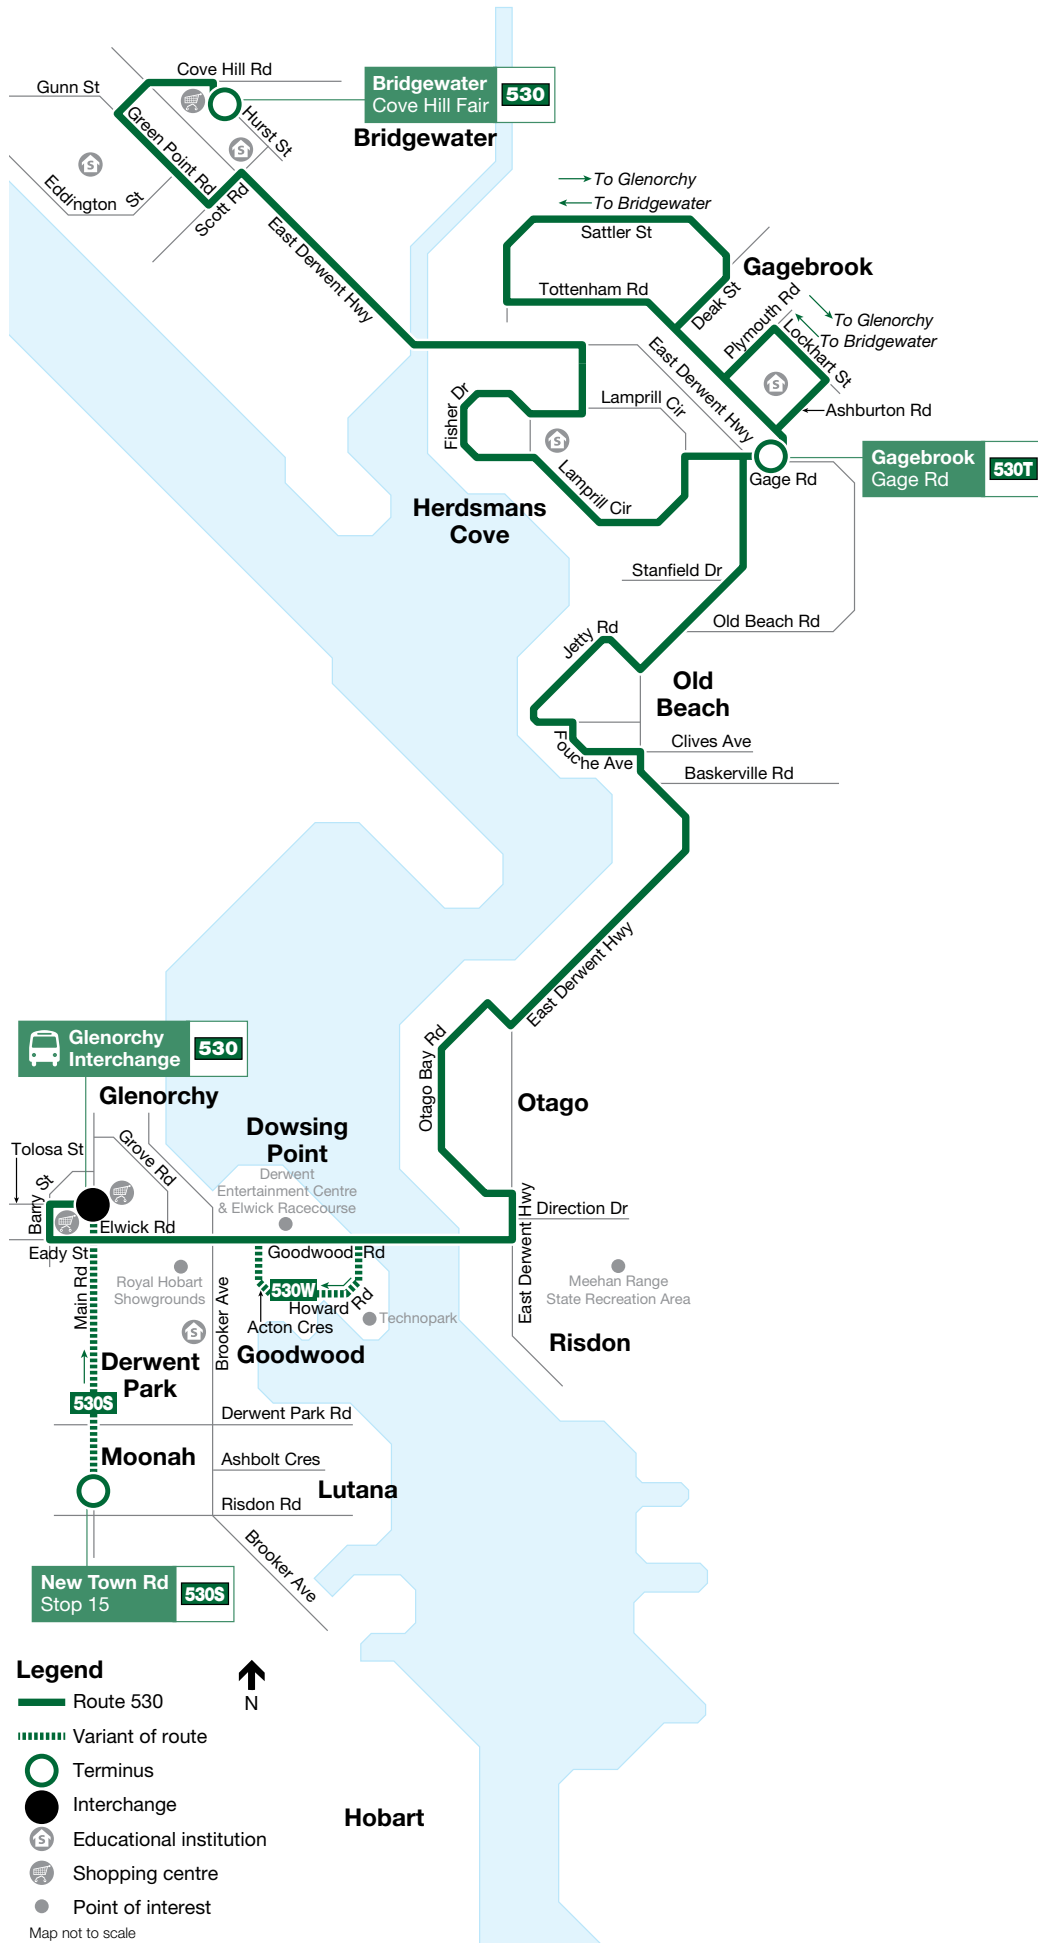 Cove Hill Rd
Gunn St
Bridgewater
Cove Hill Fair
530
Bridgewater
Hurst St
Green Point Rd
Eddington St
Scott Rd
East Derwent Hwy
To Glenorchy
To Bridgewater
Sattler St
Gagebrook
Tottenham Rd
Deak St
Plymouth Rd
To Glenorchy
To Bridgewater
Lockhart St
East Derwent Hwy
Ashburton Rd
Fisher Dr
Lamprill Cir
Gagebrook
Gage Rd
530T
Gage Rd
Lamprill Cir
Herdsmans
Cove
Stanfield Dr
Old Beach Rd
Jetty Rd
Old
Beach
Fouche Ave
Clives Ave
Baskerville Rd
East Derwent Hwy
Otago Bay Rd
Glenorchy
Interchange
530
Glenorchy
Otago
Dowsing
Point
Tolosa St
Grove Rd
Derwent
Entertainment Centre
& Elwick Racecourse
Barry St
Elwick Rd
Direction Dr
Eady St
Goodwood Rd
East Derwent Hwy
Main Rd
Royal Hobart
Showgrounds
Brooker Ave
530W
Howard Rd
Acton Cres
Technopark
Meehan Range
State Recreation Area
Goodwood
Risdon
Derwent
Park
530S
Derwent Park Rd
Moonah
Ashbolt Cres
Lutana
Risdon Rd
Brooker Ave
New Town Rd
Stop 15
530S
Legend
N
Route 530
Variant of route
Terminus
Interchange
S Educational institution
Shopping centre
Point of interest
Map not to scale
Hobart